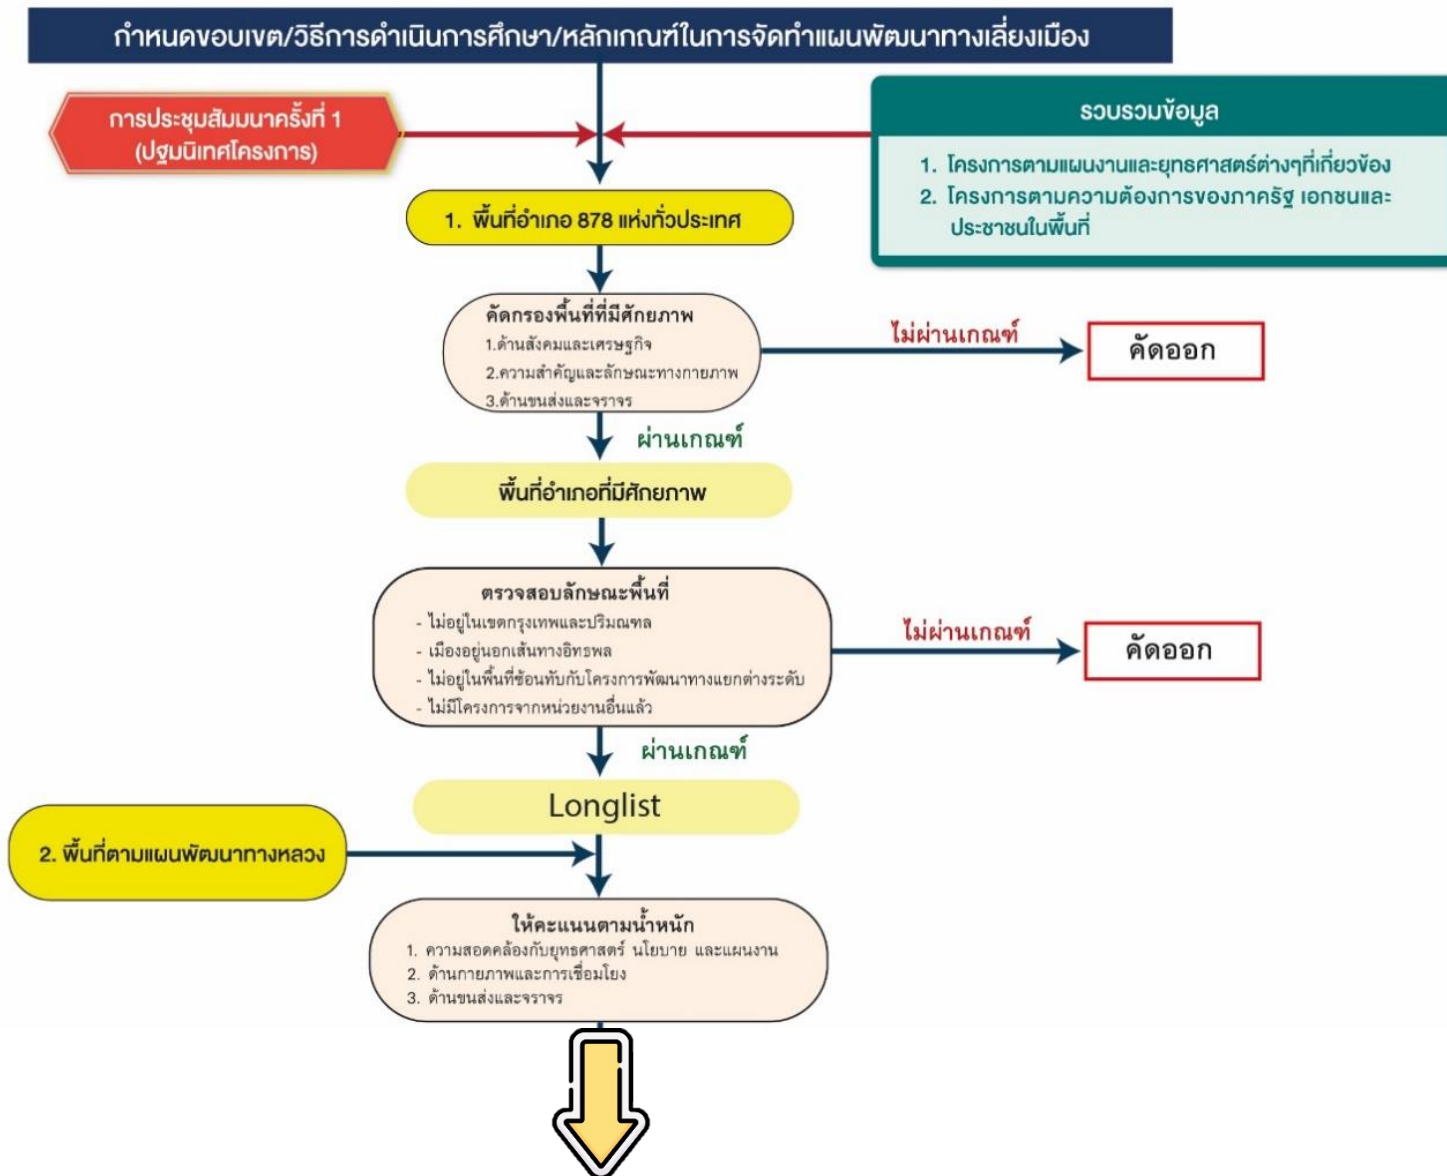 กำหนดขอบเขต/วิธีการดำเนินการศึกษา/หลักเกณฑ์ในการจัดทำแผนพัฒนาทางเลี่ยงเมือง
การประชุมสัมมนาครั้งที่ 1
(ปฐมนิเทศโครงการ)
รวบรวมข้อมูล
1. โครงการตามแผนงานและยุทธศาสตร์ต่างๆที่เกี่ยวข้อง
2. โครงการตามความต้องการของภาครัฐ เอกชนและ
ประชาชนในพื้นที่
1. พื้นที่อำเภอ 878 แห่งทั่วประเทศ
คัดกรองพื้นที่ที่มีศักยภาพ
1.ด้านสังคมและเศรษฐกิจ
2.ความสำคัญและลักษณะทางกายภาพ
3.ด้านขนส่งและจราจร
ไม่ผ่านเกณฑ์
คัดออก
ผ่านเกณฑ์
พื้นที่อำเภอที่มีศักยภาพ
ตรวจสอบลักษณะพื้นที่
- ไม่อยู่ในเขตกรุงเทพและปริมณฑล
- เมืองอยู่นอกเส้นทางอิทธพล
- ไม่อยู่ในพื้นที่ซ้อนทับกับโครงการพัฒนาทางแยกต่างระดับ
- ไม่มีโครงการจากหน่วยงานอื่นแล้ว
ไม่ผ่านเกณฑ์
คัดออก
ผ่านเกณฑ์
Longlist
2. พื้นที่ตามแผนพัฒนาทางหลวง
ให้คะแนนตามน้ำหนัก
1. ความสอดคล้องกับยุทธศาสตร์ นโยบาย และแผนงาน
2. ด้านกายภาพและการเชื่อมโยง
3. ด้านขนส่งและจราจร